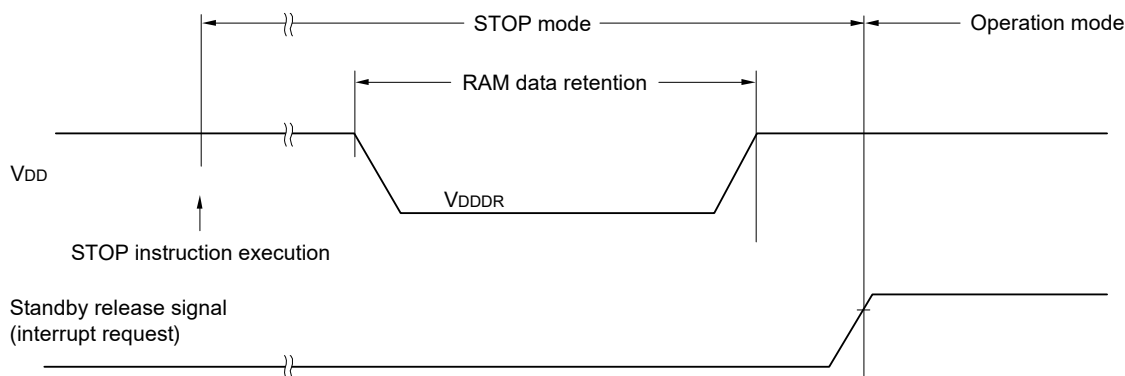 STOP mode
Operation mode
RAM data retention
VDD
VDDDR
STOP instruction execution
Standby release signal
(interrupt request)